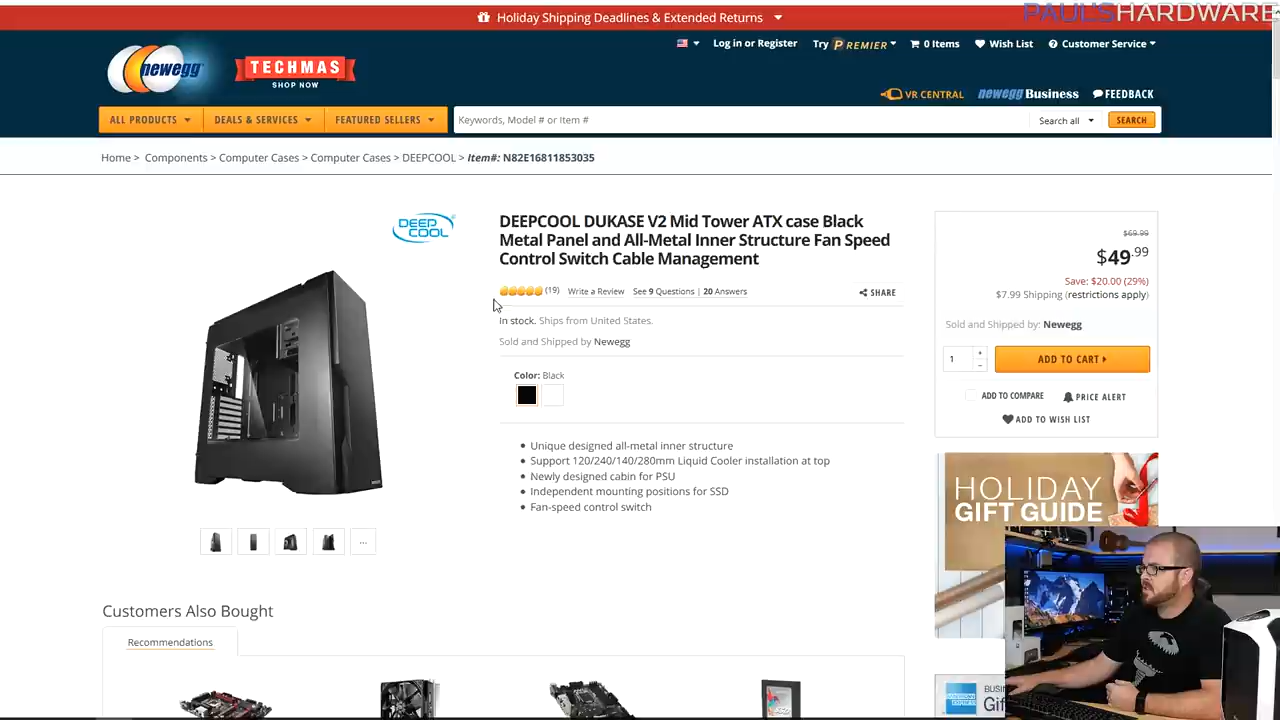 Holiday Shipping Deadlines & Extended Returns
PAUL'S HARDWARE
newegg
TECHMAS
SHOP NOW
Log in or Register
Try PREMIER
0 Items
Wish List
Customer Service
VR CENTRAL
newegg Business
FEEDBACK
ALL PRODUCTS
DEALS & SERVICES
FEATURED SELLERS
Keywords, Model # or Item #
Search all
SEARCH
Home > Components > Computer Cases > Computer Cases > DEEPCOOL > Item#: N82E16811853035
DEEP COOL
DEEPCOOL DUKASE V2 Mid Tower ATX case Black
Metal Panel and All-Metal Inner Structure Fan Speed
Control Switch Cable Management
(19) Write a Review See 9 Questions | 20 Answers
SHARE
In stock. Ships from United States.
Sold and Shipped by Newegg
Color: Black
• Unique designed all-metal inner structure
• Support 120/240/140/280mm Liquid Cooler installation at top
• Newly designed cabin for PSU
• Independent mounting positions for SSD
• Fan-speed control switch
$69.99
$49.99
Save: $20.00 (29%)
$7.99 Shipping (restrictions apply)
Sold and Shipped by: Newegg
1
ADD TO CART
ADD TO COMPARE
PRICE ALERT
ADD TO WISH LIST
HOLIDAY
GIFT GUIDE
...
Customers Also Bought
Recommendations